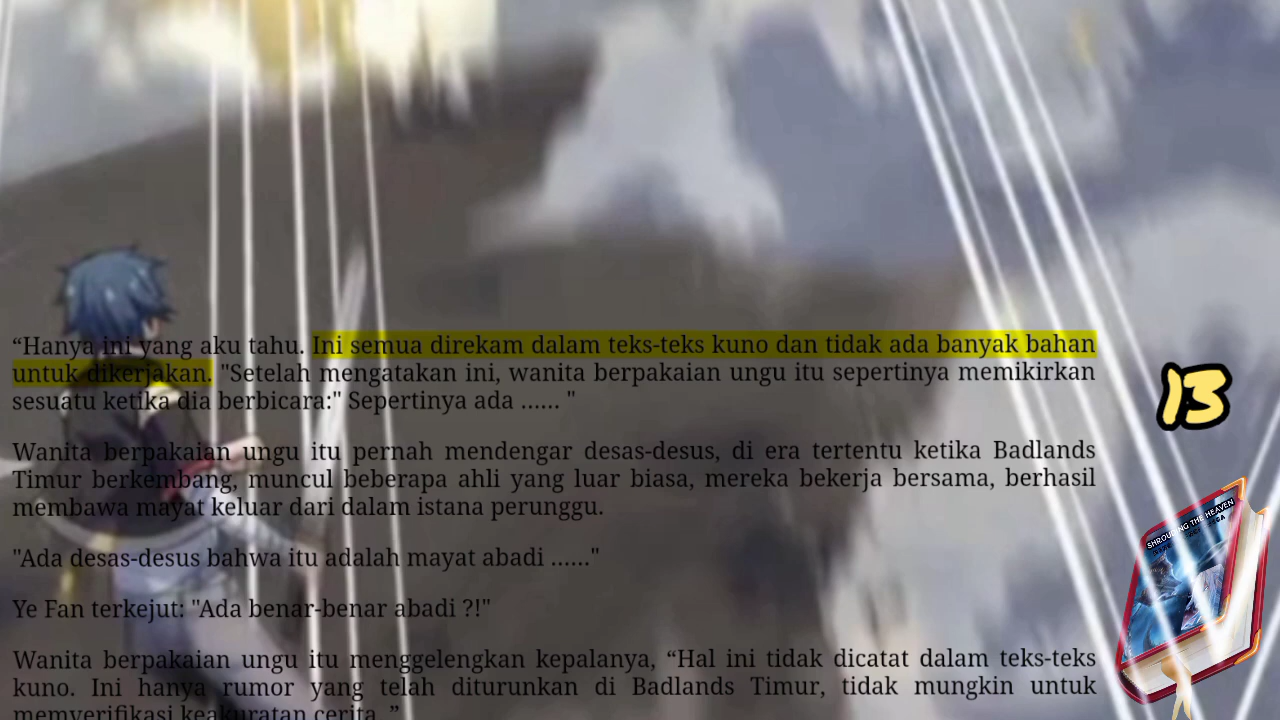 “Hanya ini yang aku tahu. Ini semua direkam dalam teks-teks kuno dan tidak ada banyak bahan
untuk dikerjakan. "Setelah mengatakan ini, wanita berpakaian ungu itu sepertinya memikirkan
sesuatu ketika dia berbicara:" Sepertinya ada ...... "
Wanita berpakaian ungu itu pernah mendengar desas-desus, di era tertentu ketika Badlands
Timur berkembang, muncul beberapa ahli yang luar biasa, mereka bekerja bersama, berhasil
membawa mayat keluar dari dalam istana perunggu.
"Ada desas-desus bahwa itu adalah mayat abadi ......"
Ye Fan terkejut: "Ada benar-benar abadi ?!"
Wanita berpakaian ungu itu menggelengkan kepalanya, “Hal ini tidak dicatat dalam teks-teks
kuno. Ini hanya rumor yang telah diturunkan di Badlands Timur, tidak mungkin untuk
memverifikasi keakuratan cerita. ”
13
SHROUDING THE HEAVEN